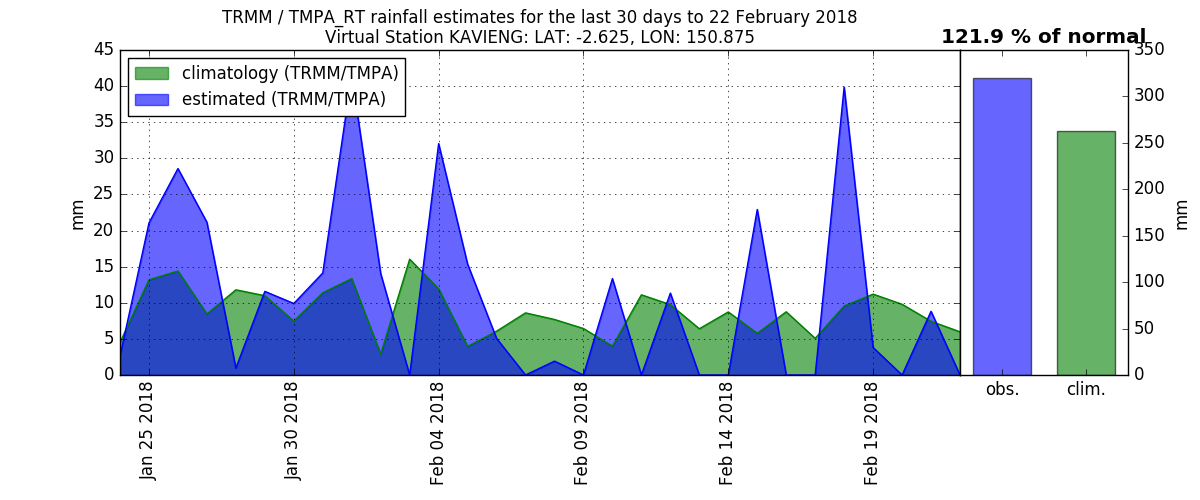 TRMM / TMPA_RT rainfall estimates for the last 30 days to 22 February 2018
Virtual Station KAVIENG: LAT: -2.625, LON: 150.875
121.9 % of normal
climatology (TRMM/TMPA)
estimated (TRMM/TMPA)
mm
45
40
35
30
25
20
15
10
5
0
Jan 25 2018
Jan 30 2018
Feb 04 2018
Feb 09 2018
Feb 14 2018
Feb 19 2018
obs.
clim.
350
300
250
200
150
100
50
0
mm